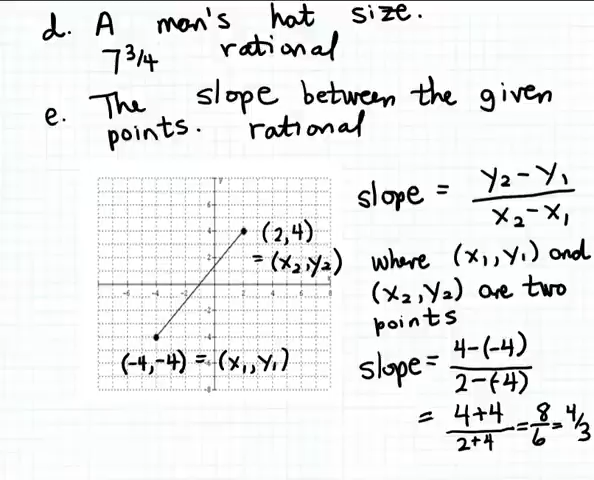 d. A man's hat size.
7 3/4 rational
e. The slope between the given
points. rational
slope = y₂ - y₁ / x₂ - x₁
(2,4)
= (x₂, y₂)
where (x₁, y₁) and
(x₂, y₂) are two
points
(-4,-4) = (x₁, y₁)
slope = 4-(-4) / 2-(-4)
= 4+4 / 2+4 = 8/6 = 4/3